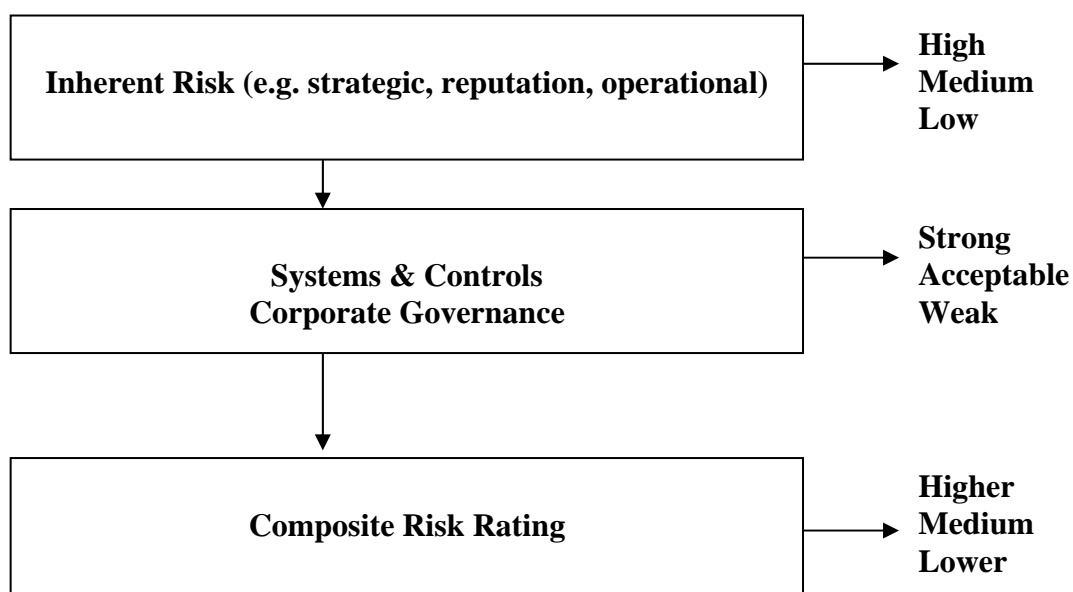 Inherent Risk (e.g. strategic, reputation, operational)
High
Medium
Low
Systems & Controls
Corporate Governance
Strong
Acceptable
Weak
Composite Risk Rating
Higher
Medium
Lower